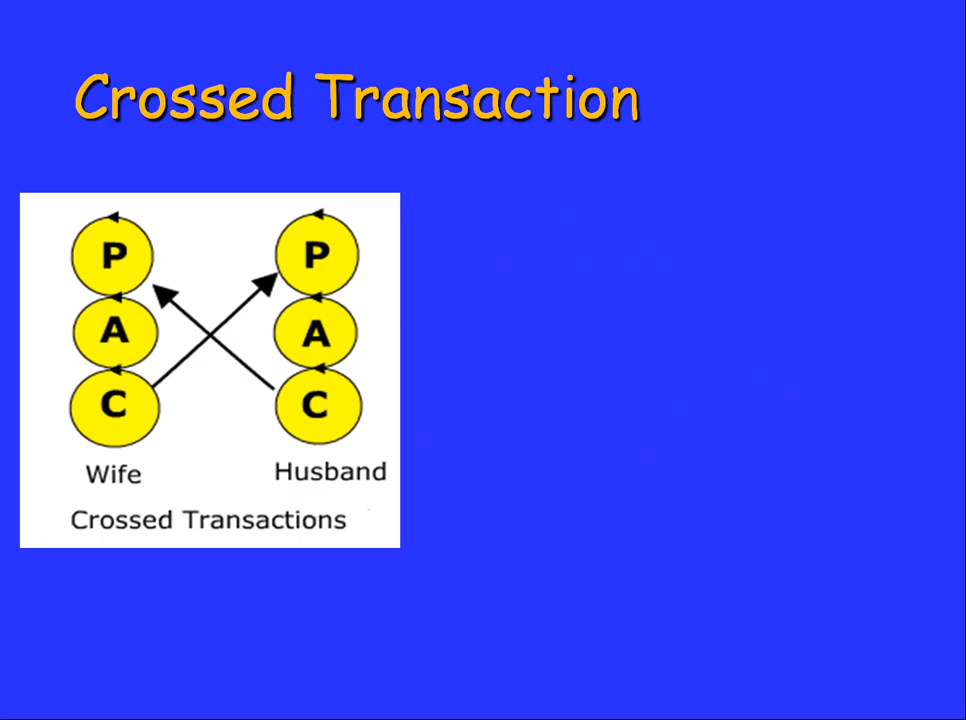 Crossed Transaction
P P
A A
C C
Wife Husband
Crossed Transactions